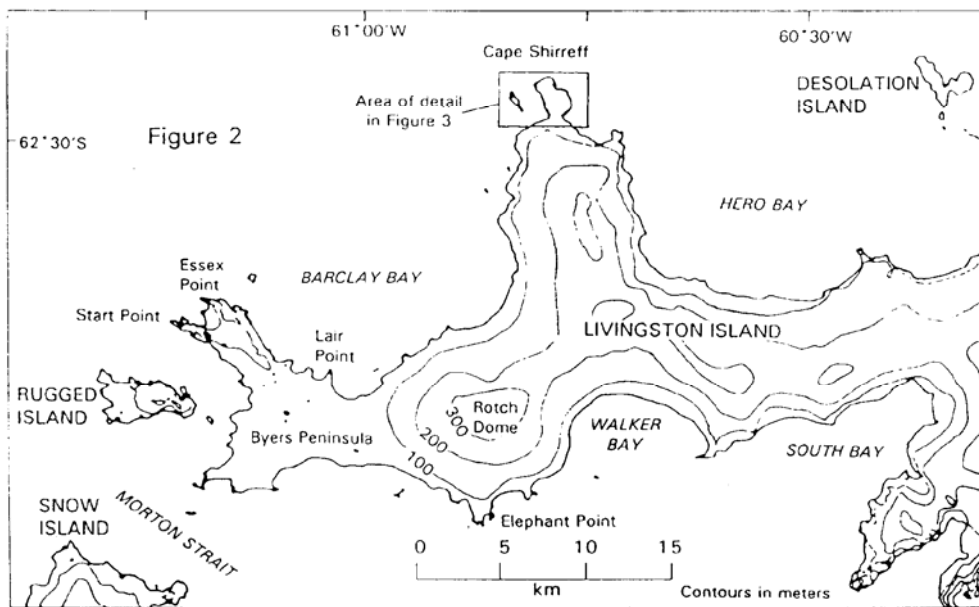 61°00'W
60°30'W
Cape Shirreff
DESOLATION
ISLAND
Area of detail
in Figure 3
62°30'S
Figure 2
HERO BAY
Essex
Point
BARCLAY BAY
Start Point
Lair
Point
LIVINGSTON ISLAND
RUGGED
ISLAND
300
Rotch
Dome
200
100
WALKER
BAY
Byers Peninsula
SOUTH BAY
SNOW
ISLAND
MORTON STRAIT
Elephant Point
0 5 10 15
km
Contours in meters